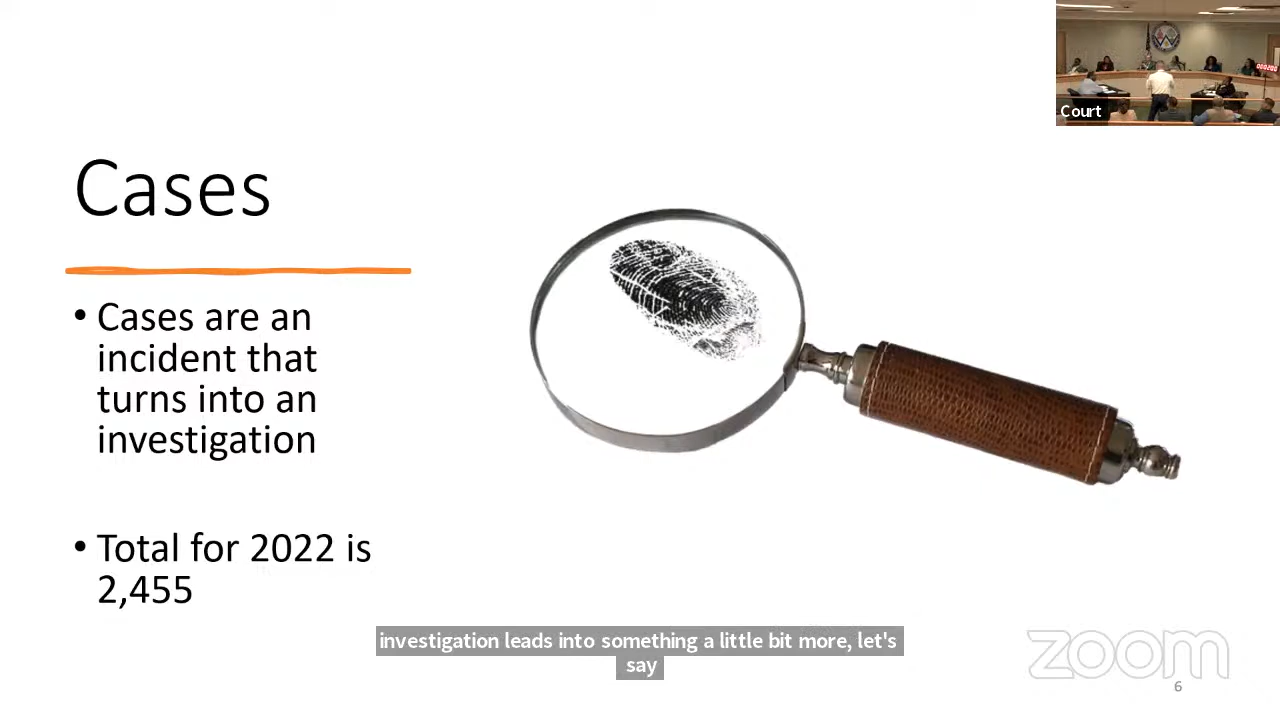 Court
Cases
• Cases are an
incident that
turns into an
investigation
• Total for 2022 is
2,455
investigation leads into something a little bit more, let's
say
zoom
6